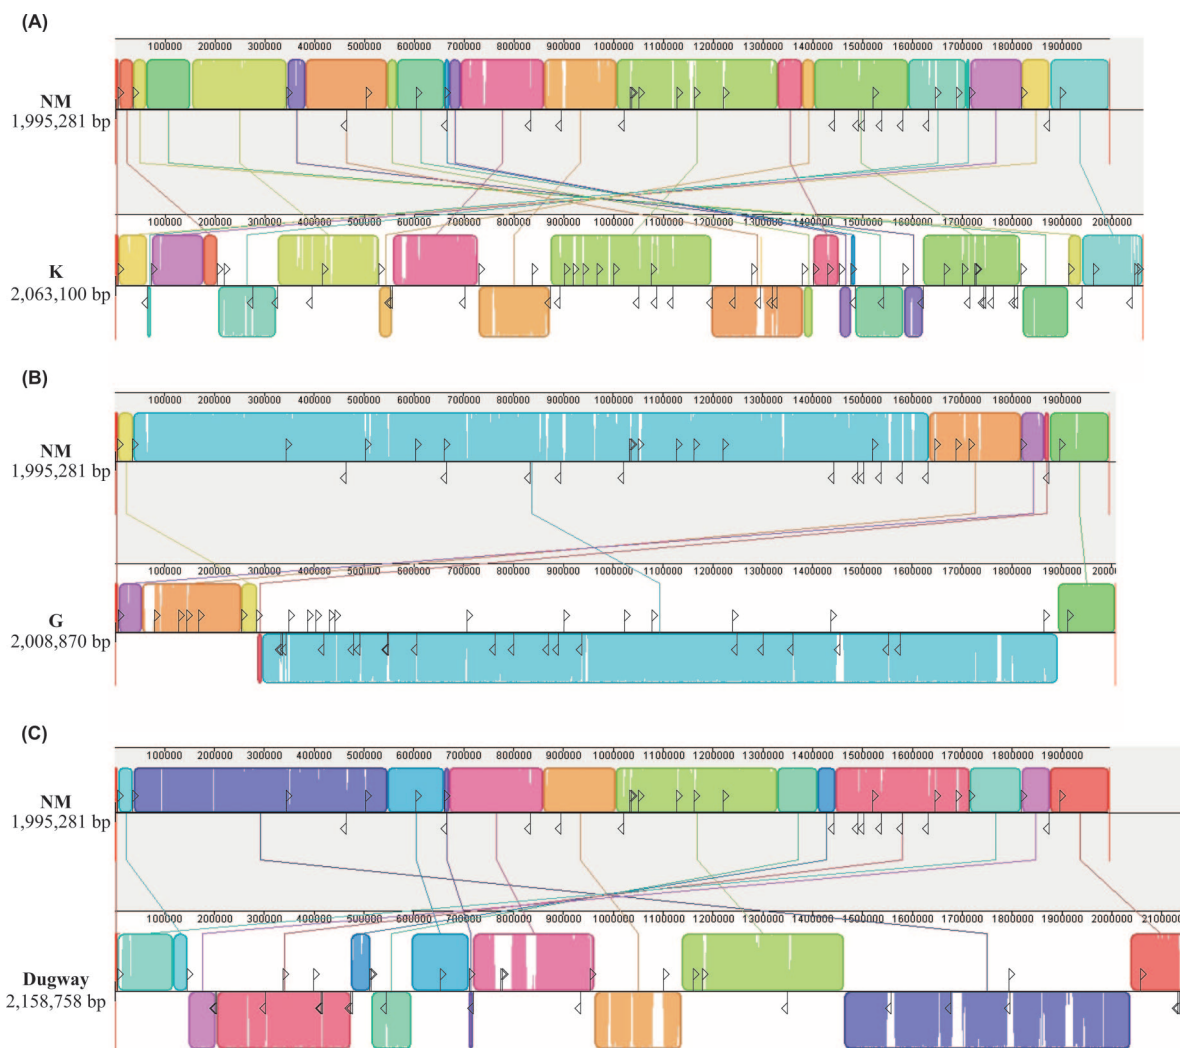 (A)
100000 200000 300000 400000 500000 600000 700000 800000 900000 1000000 1100000 1200000 1300000 1400000 1500000 1600000 1700000 1800000 1900000
NM
1,995,281 bp
100000 200000 300000 400000 500000 600000 700000 800000 900000 1000000 1100000 1200000 1300000 1400000 1500000 1600000 1700000 1800000 1900000 2000000
K
2,063,100 bp
(B)
100000 200000 300000 400000 500000 600000 700000 800000 900000 1000000 1100000 1200000 1300000 1400000 1500000 1600000 1700000 1800000 1900000
NM
1,995,281 bp
100000 200000 300000 400000 500000 600000 700000 800000 900000 1000000 1100000 1200000 1300000 1400000 1500000 1600000 1700000 1800000 1900000 200
G
2,008,870 bp
(C)
100000 200000 300000 400000 500000 600000 700000 800000 900000 1000000 1100000 1200000 1300000 1400000 1500000 1600000 1700000 1800000 1900000
NM
1,995,281 bp
100000 200000 300000 400000 500000 600000 700000 800000 900000 1000000 1100000 1200000 1300000 1400000 1500000 1600000 1700000 1800000 1900000 2000000 210000
Dugway
2,158,758 bp